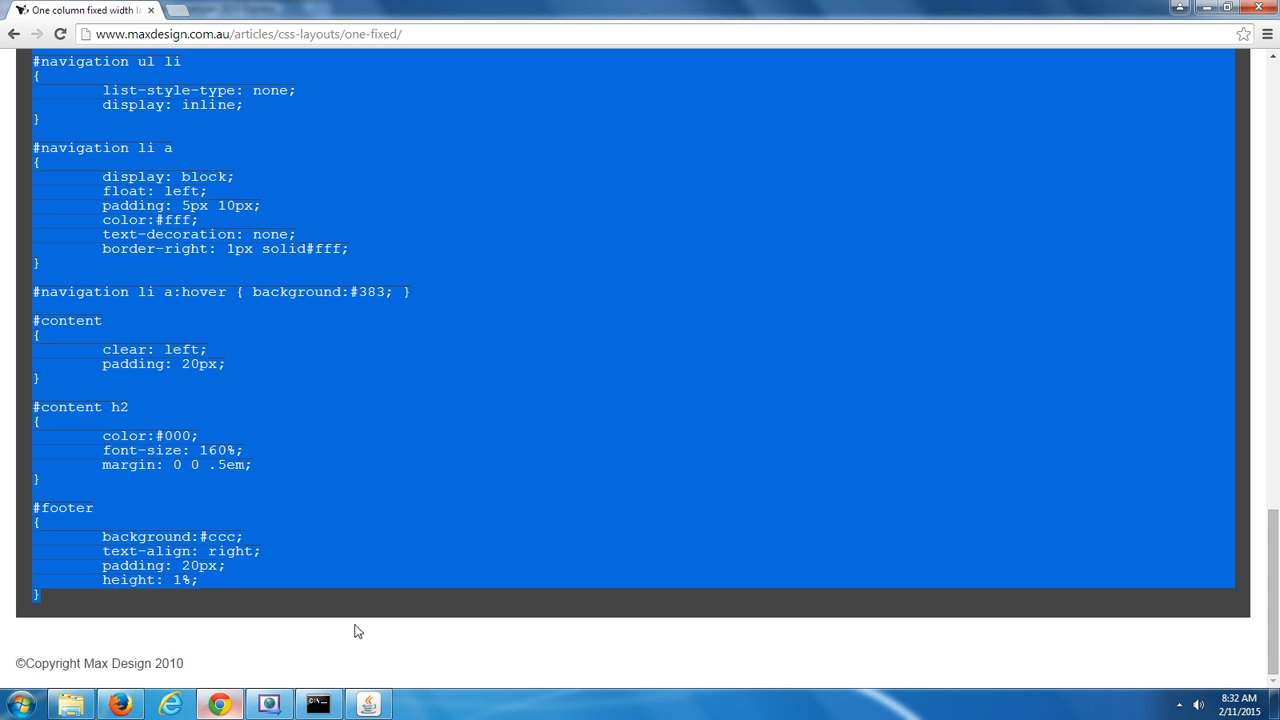 One column fixed width l
www.maxdesign.com.au/articles/css-layouts/one-fixed/
#navigation ul li
{
list-style-type: none;
display: inline;
}
#navigation li a
{
display: block;
float: left;
padding: 5px 10px;
color:#fff;
text-decoration: none;
border-right: 1px solid#fff;
}
#navigation li a:hover { background:#383; }
#content
{
clear: left;
padding: 20px;
}
#content h2
{
color:#000;
font-size: 160%;
margin: 0 0 .5em;
}
#footer
{
background:#ccc;
text-align: right;
padding: 20px;
height: 1%;
}
©Copyright Max Design 2010
8:32 AM
2/11/2015